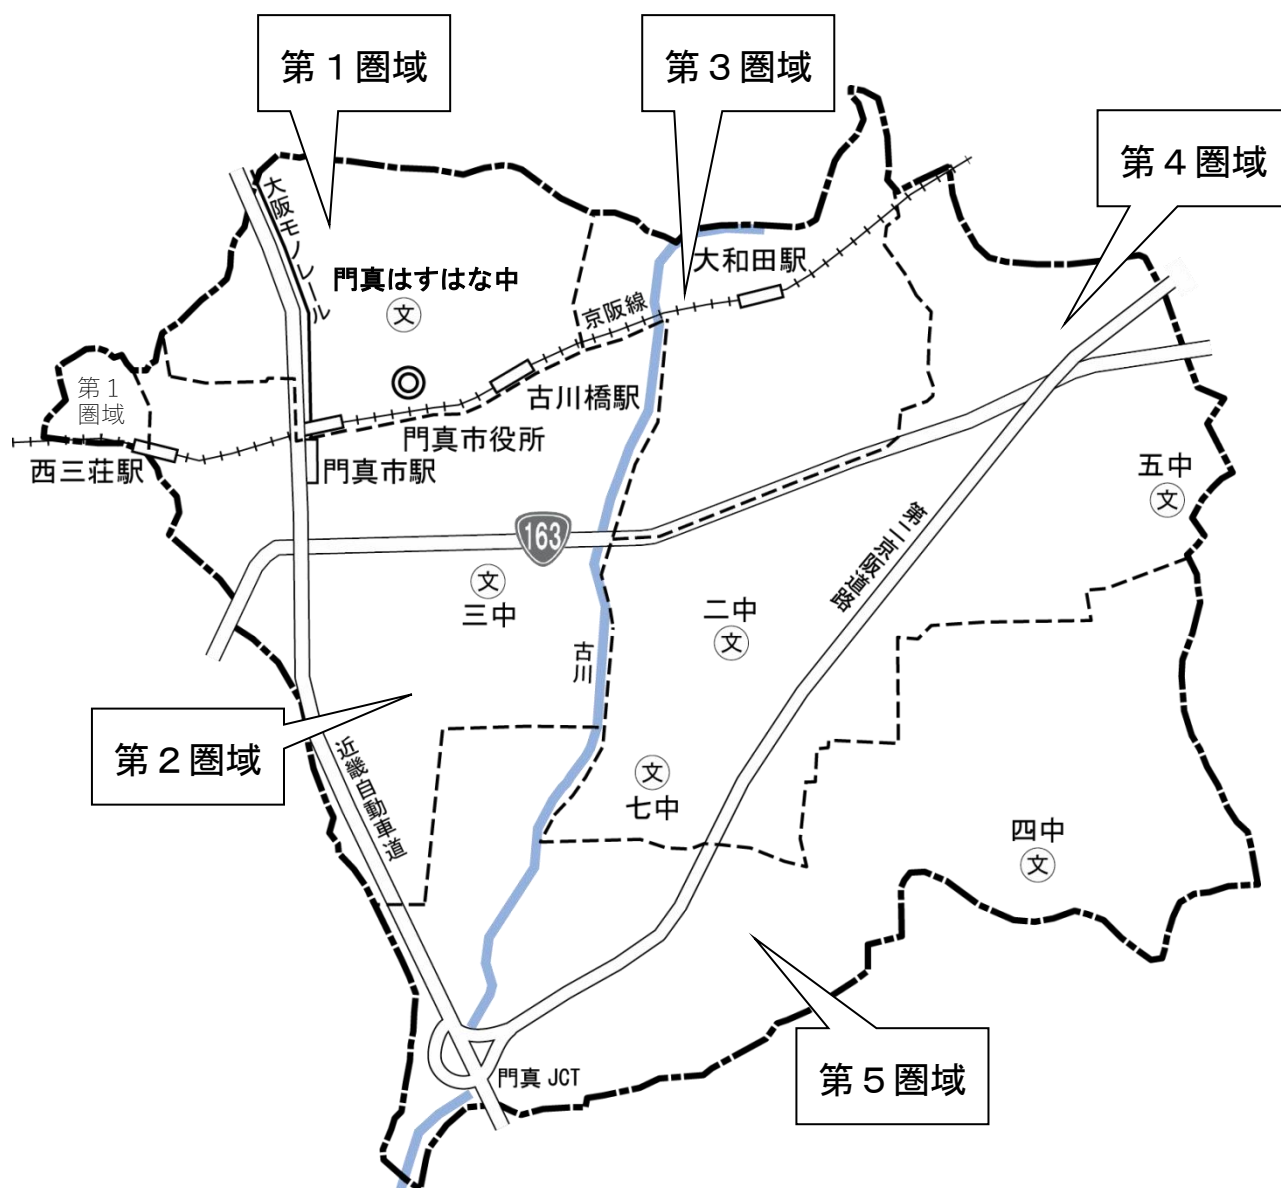 第１圏域
第３圏域
第４圏域
大阪モノレール
大和田駅
門真はすはな中
文
京阪線
第１
圏域
古川橋駅
門真市役所
西三荘駅
門真市駅
五中
文
163
第二京阪道路
文
三中
二中
文
古川
第２圏域
近畿自動車道
文
七中
四中
文
第５圏域
門真 JCT